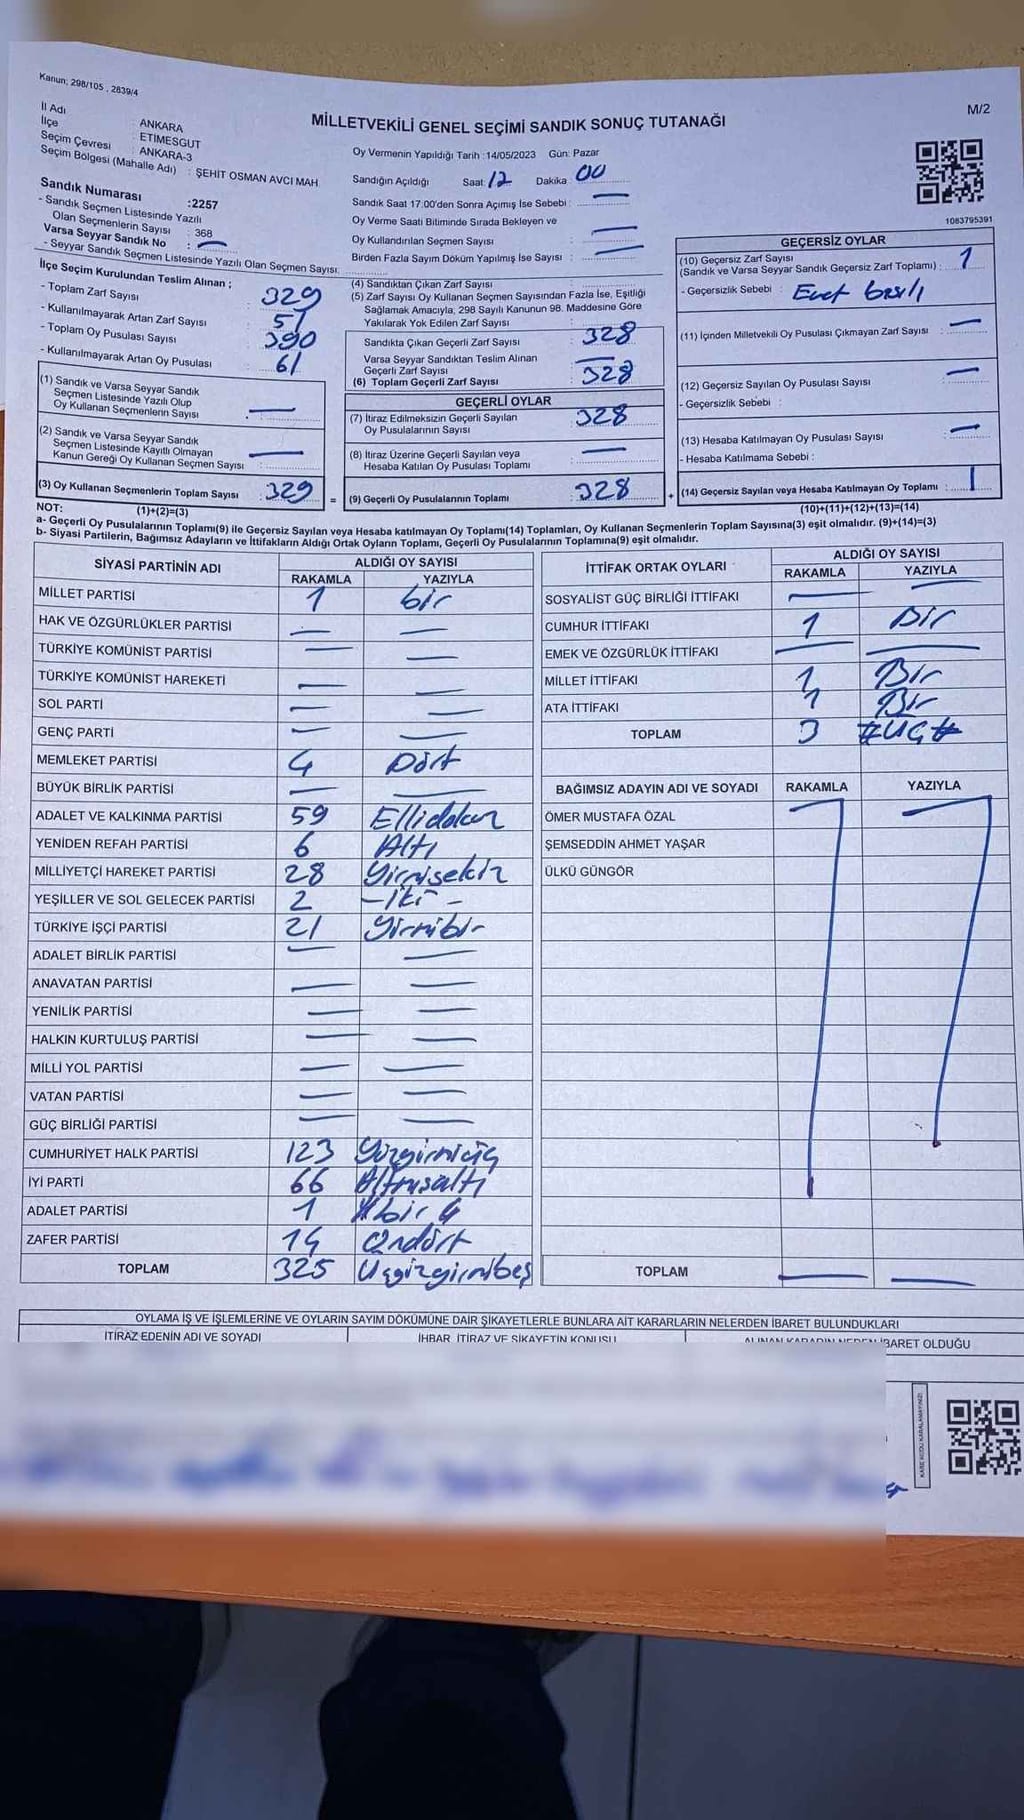 Kanun; 298/105 , 2839/4
M/2
MİLLETVEKİLİ GENEL SEÇİMİ SANDIK SONUÇ TUTANAĞI
İl Adı : ANKARA
İlçe : ETİMESGUT
Seçim Çevresi : ANKARA-3
Seçim Bölgesi (Mahalle Adı) : ŞEHİT OSMAN AVCI MAH
Sandık Numarası :2257
- Sandık Seçmen Listesinde Yazılı
Olan Seçmenlerin Sayısı : 368
Varsa Seyyar Sandık No : —
- Seyyar Sandık Seçmen Listesinde Yazılı Olan Seçmen Sayısı:
İlçe Seçim Kurulundan Teslim Alınan ;
- Toplam Zarf Sayısı : 329
- Kullanılmayarak Artan Zarf Sayısı : 51
- Toplam Oy Pusulası Sayısı : 390
- Kullanılmayarak Artan Oy Pusulası : 61
(1) Sandık ve Varsa Seyyar Sandık
Seçmen Listesinde Yazılı Olup
Oy Kullanan Seçmenlerin Sayısı : —
(2) Sandık ve Varsa Seyyar Sandık
Seçmen Listesinde Kayıtlı Olmayan
Kanun Gereği Oy Kullanan Seçmen Sayısı : —
(3) Oy Kullanan Seçmenlerin Toplam Sayısı : 329
(1)+(2)=(3)
Oy Vermenin Yapıldığı Tarih :14/05/2023 Gün: Pazar
Sandığın Açıldığı Saat: 12 Dakika : 00
Sandık Saat 17.00'den Sonra Açımış İse Sebebi : —
Oy Verme Saati Bitiminde Sırada Bekleyen ve
Oy Kullandırılan Seçmen Sayısı : —
Birden Fazla Sayım Döküm Yapılmış İse Sayısı : —
(4) Sandıktan Çıkan Zarf Sayısı :
(5) Zarf Sayısı Oy Kullanan Seçmen Sayısından Fazla İse, Eşitliği
Sağlamak Amacıyla, 298 Sayılı Kanunun 98. Maddesine Göre
Yakılarak Yok Edilen Zarf Sayısı :
Sandıkta Çıkan Geçerli Zarf Sayısı : 328
Varsa Seyyar Sandıktan Teslim Alınan
Geçerli Zarf Sayısı : —
(6) Toplam Geçerli Zarf Sayısı : 328
GEÇERLİ OYLAR
(7) İtiraz Edilmeksizin Geçerli Sayılan
Oy Pusulalarının Sayısı : 328
(8) İtiraz Üzerine Geçerli Sayılan veya
Hesaba Katılan Oy Pusulası Toplamı : —
= (9) Geçerli Oy Pusulalarının Toplamı : 328
1083795391
GEÇERSİZ OYLAR
(10) Geçersiz Zarf Sayısı
(Sandık ve Varsa Seyyar Sandık Geçersiz Zarf Toplamı) : 1
- Geçersizlik Sebebi : Evet basılı
(11) İçinden Milletvekili Oy Pusulası Çıkmayan Zarf Sayısı : —
(12) Geçersiz Sayılan Oy Pusulası Sayısı : —
- Geçersizlik Sebebi :
(13) Hesaba Katılmayan Oy Pusulası Sayısı : —
- Hesaba Katılmama Sebebi :
+ (14) Geçersiz Sayılan veya Hesaba Katılmayan Oy Toplamı : 1
(10)+(11)+(12)+(13)=(14)
NOT:
a- Geçerli Oy Pusulalarının Toplamı(9) ile Geçersiz Sayılan veya Hesaba katılmayan Oy Toplamı(14) Toplamları, Oy Kullanan Seçmenlerin Toplam Sayısına(3) eşit olmalıdır. (9)+(14)=(3)
b- Siyasi Partilerin, Bağımsız Adayların ve İttifakların Aldığı Ortak Oyların Toplamı, Geçerli Oy Pusulalarının Toplamına(9) eşit olmalıdır.
SİYASİ PARTİNİN ADI ALDIĞI OY SAYISI
RAKAMLA YAZIYLA
MİLLET PARTİSİ 1 bir
HAK VE ÖZGÜRLÜKLER PARTİSİ — —
TÜRKİYE KOMÜNİST PARTİSİ — —
TÜRKİYE KOMÜNİST HAREKETİ — —
SOL PARTİ — —
GENÇ PARTİ — —
MEMLEKET PARTİSİ 4 Dört
BÜYÜK BİRLİK PARTİSİ — —
ADALET VE KALKINMA PARTİSİ 59 Ellidokuz
YENİDEN REFAH PARTİSİ 6 Altı
MİLLİYETÇİ HAREKET PARTİSİ 28 Yirmisekiz
YEŞİLLER VE SOL GELECEK PARTİSİ 2 - İki -
TÜRKİYE İŞÇİ PARTİSİ 21 Yirmibir
ADALET BİRLİK PARTİSİ — —
ANAVATAN PARTİSİ — —
YENİLİK PARTİSİ — —
HALKIN KURTULUŞ PARTİSİ — —
MİLLİ YOL PARTİSİ — —
VATAN PARTİSİ — —
GÜÇ BİRLİĞİ PARTİSİ — —
CUMHURİYET HALK PARTİSİ 123 Yüzyirmiüç
İYİ PARTİ 66 Altmışaltı
ADALET PARTİSİ 1 bir
ZAFER PARTİSİ 14 Ondört
TOPLAM 325 Üçyüzyirmibeş
İTTİFAK ORTAK OYLARI ALDIĞI OY SAYISI
RAKAMLA YAZIYLA
SOSYALİST GÜÇ BİRLİĞİ İTTİFAKI — —
CUMHUR İTTİFAKI 1 Bir
EMEK VE ÖZGÜRLÜK İTTİFAKI — —
MİLLET İTTİFAKI 1 Bir
ATA İTTİFAKI 1 Bir
TOPLAM 3 #ÜÇ#
BAĞIMSIZ ADAYIN ADI VE SOYADI RAKAMLA YAZIYLA
ÖMER MUSTAFA ÖZAL
ŞEMSEDDİN AHMET YAŞAR
ÜLKÜ GÜNGÖR
TOPLAM — —
OYLAMA İŞ VE İŞLEMLERİNE VE OYLARIN SAYIM DÖKÜMÜNE DAİR ŞİKAYETLERLE BUNLARA AİT KARARLARIN NELERDEN İBARET BULUNDUKLARI
İTİRAZ EDENİN ADI VE SOYADI İHBAR, İTİRAZ VE ŞİKAYETİN KONUSU ALINAN KARARIN NEDEN İBARET OLDUĞU
KARE KODU KARALAMAYINIZ!